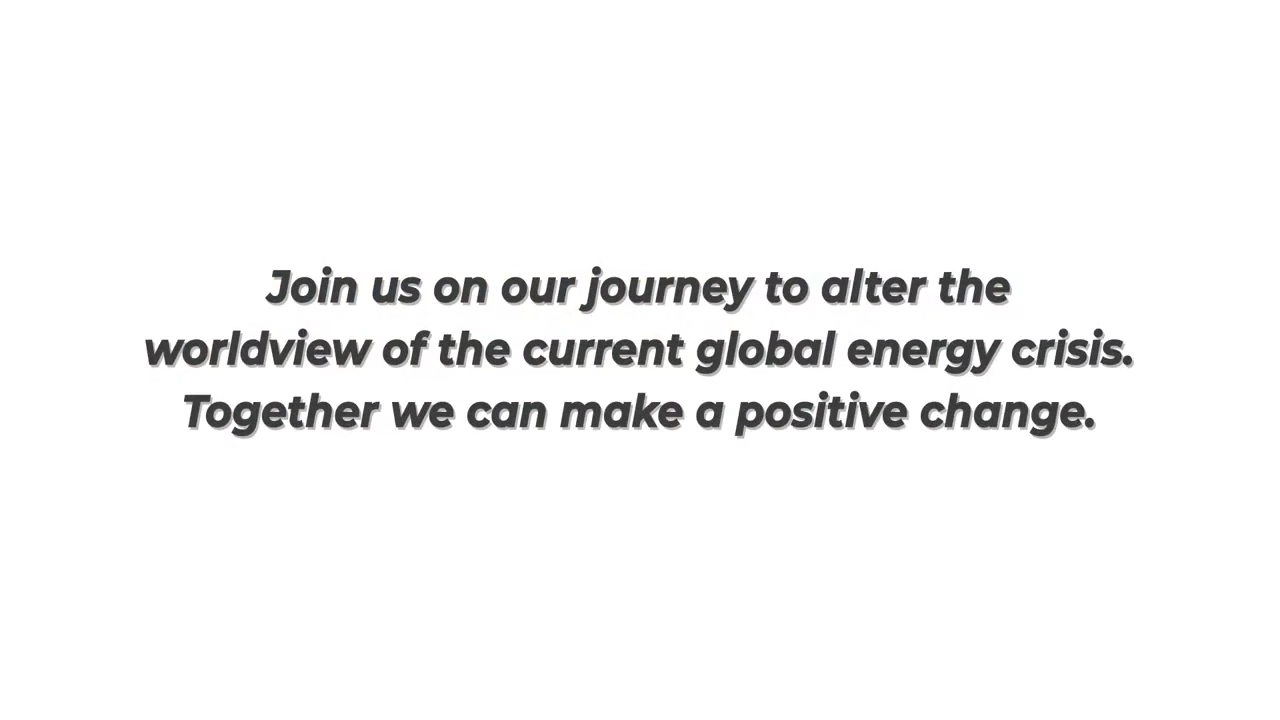 Join us on our journey to alter the
worldview of the current global energy crisis.
Together we can make a positive change.